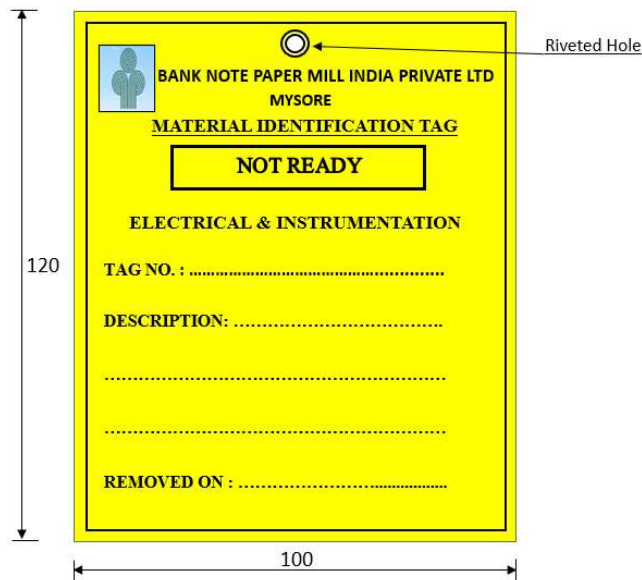 Riveted Hole
BANK NOTE PAPER MILL INDIA PRIVATE LTD
MYSORE
MATERIAL IDENTIFICATION TAG
NOT READY
ELECTRICAL & INSTRUMENTATION
120
TAG NO. : .......................................................
DESCRIPTION: ......................................
..............................................................
..............................................................
REMOVED ON : ..........................................
100